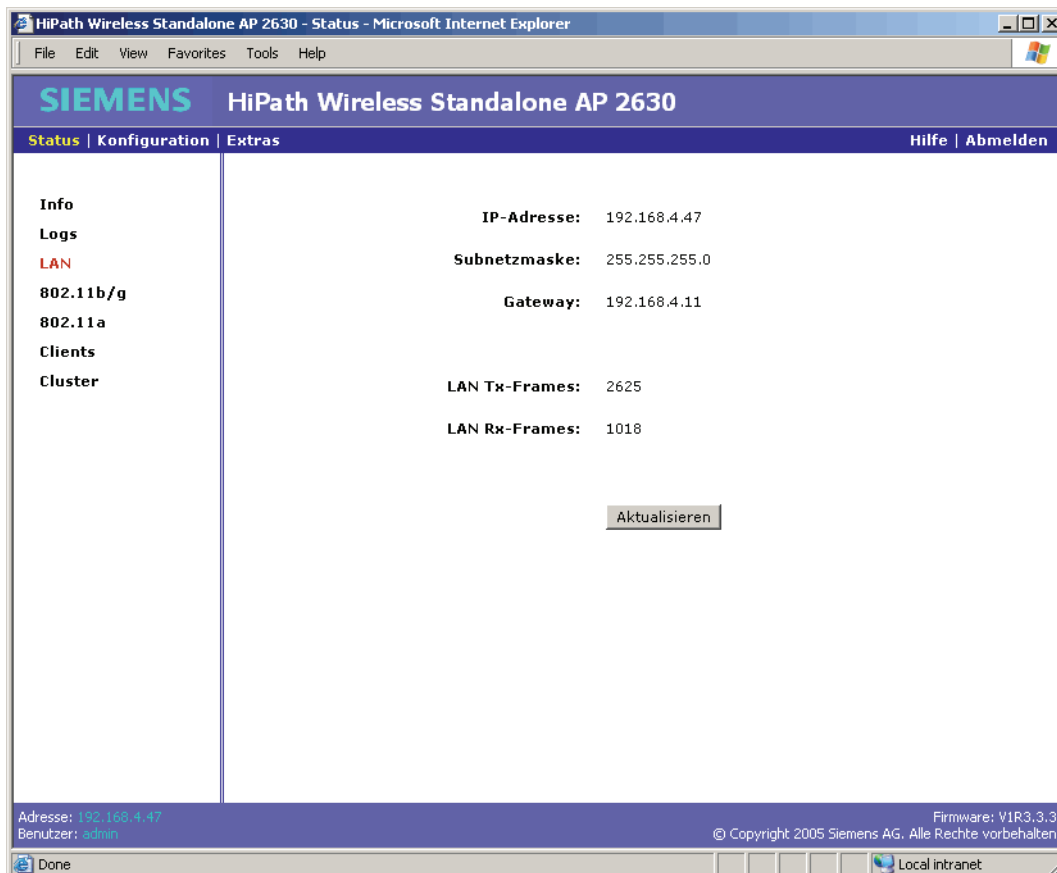 HiPath Wireless Standalone AP 2630 - Status - Microsoft Internet Explorer
File Edit View Favorites Tools Help
SIEMENS HiPath Wireless Standalone AP 2630
Status | Konfiguration | Extras Hilfe | Abmelden
Info
Logs
LAN
802.11b/g
802.11a
Clients
Cluster
IP-Adresse: 192.168.4.47
Subnetzmaske: 255.255.255.0
Gateway: 192.168.4.11
LAN Tx-Frames: 2625
LAN Rx-Frames: 1018
Aktualisieren
Adresse: 192.168.4.47
Benutzer: admin
Firmware: V1R3.3.3
© Copyright 2005 Siemens AG. Alle Rechte vorbehalten
Done Local intranet